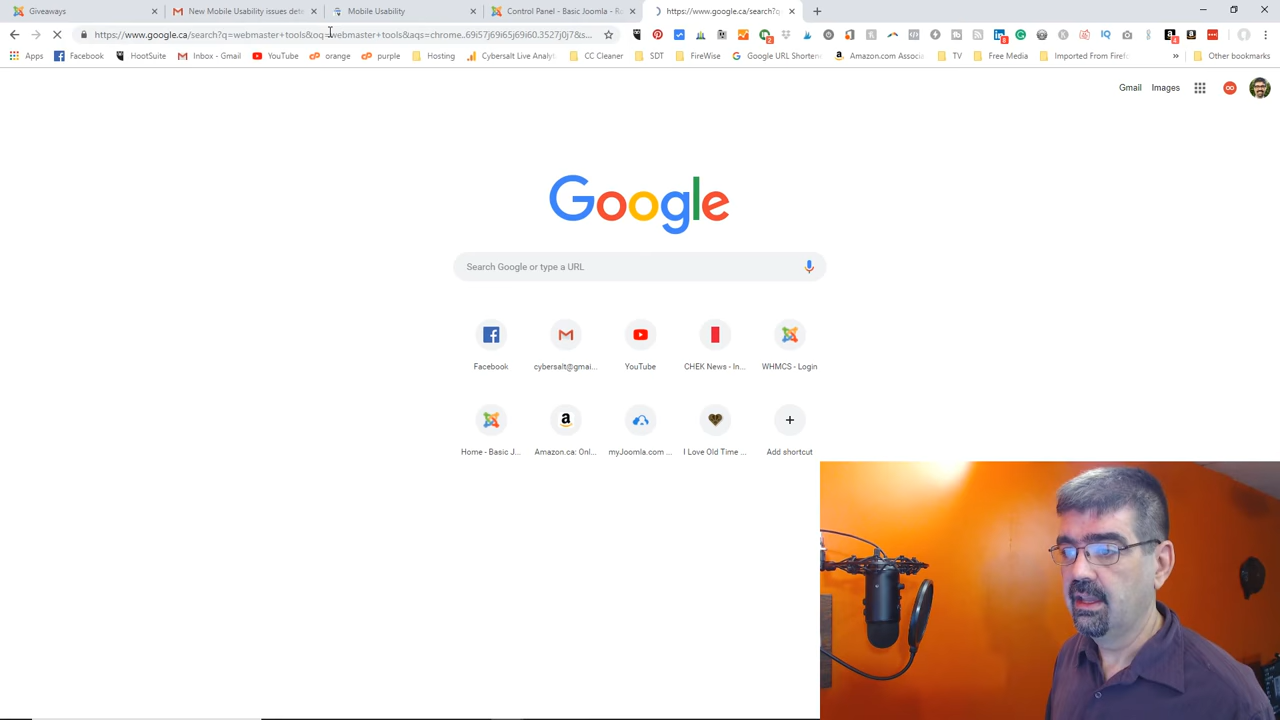 Giveaways
New Mobile Usability issues dete
Mobile Usability
Control Panel - Basic Joomla - R
https://www.google.ca/search?q
https://www.google.ca/search?q=webmaster+tools&oq=webmaster+tools&aqs=chrome..69i57j69i65j69i60.3527j0j7&s...
Apps
Facebook
HootSuite
Inbox - Gmail
YouTube
orange
purple
Hosting
Cybersalt Live Analyt
CC Cleaner
SDT
FireWise
Google URL Shorten
Amazon.com Associa
TV
Free Media
Imported From Firef
Other bookmarks
Gmail
Images
Google
Search Google or type a URL
Facebook
cybersalt@gmai...
YouTube
CHEK News - In...
WHMCS - Login
Home - Basic J...
Amazon.ca: Onl...
myJoomla.com ...
I Love Old Time ...
Add shortcut